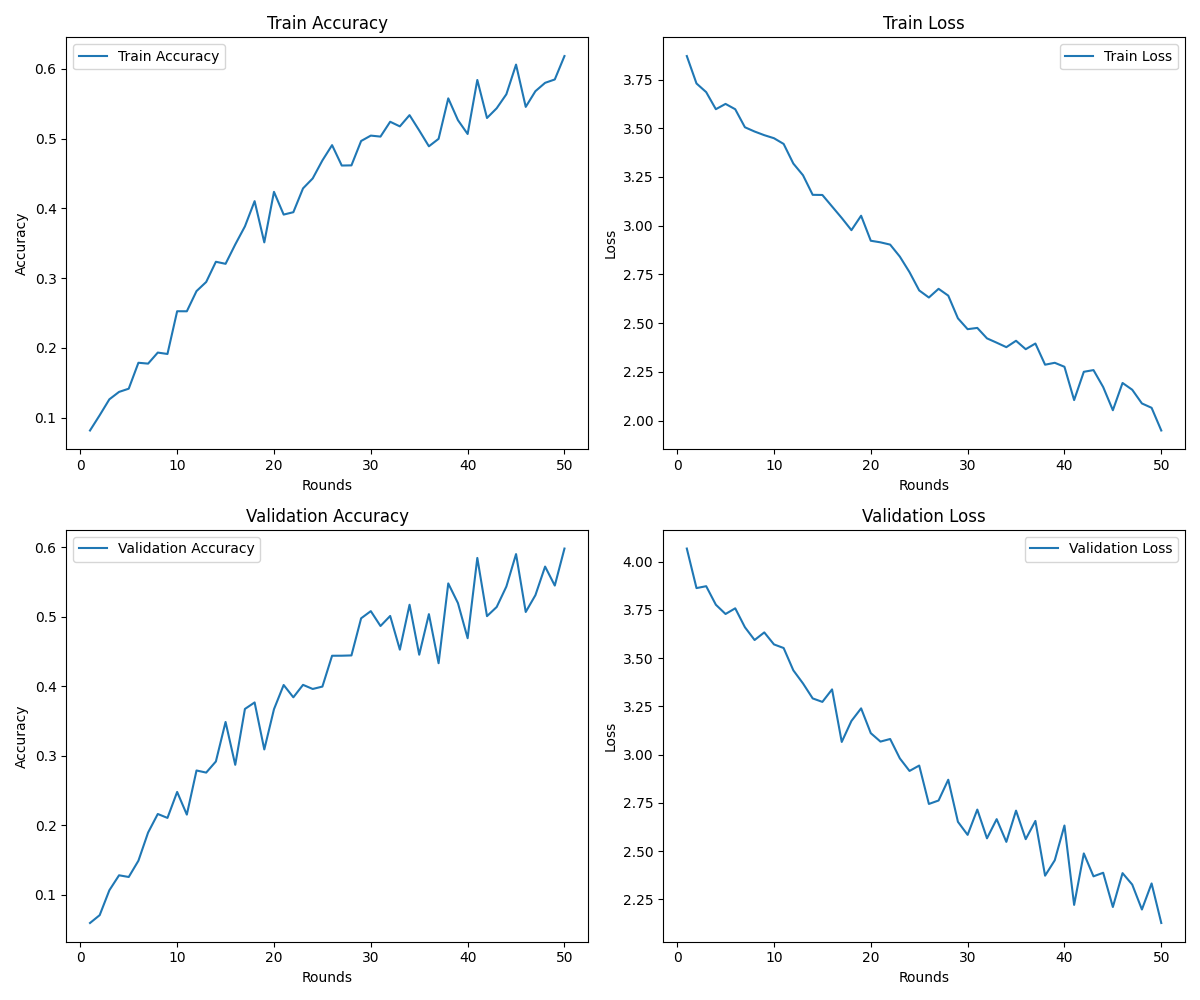 Train Accuracy
Train Accuracy
0.6
0.5
0.4
0.3
0.2
0.1
Accuracy
0 10 20 30 40 50
Rounds
Train Loss
Train Loss
3.75
3.50
3.25
3.00
2.75
2.50
2.25
2.00
Loss
0 10 20 30 40 50
Rounds
Validation Accuracy
Validation Accuracy
0.6
0.5
0.4
0.3
0.2
0.1
Accuracy
0 10 20 30 40 50
Rounds
Validation Loss
Validation Loss
4.00
3.75
3.50
3.25
3.00
2.75
2.50
2.25
Loss
0 10 20 30 40 50
Rounds